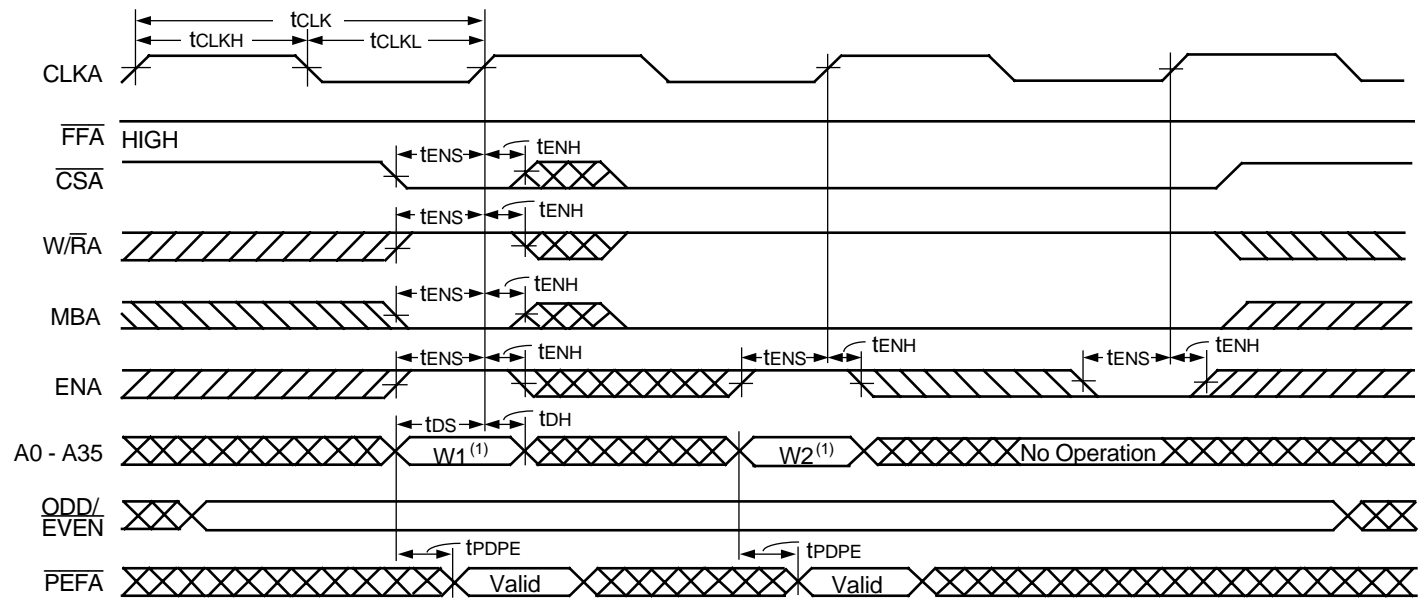 tCLK
tCLKH tCLKL
CLKA
FFA HIGH
tENS tENH
CSA
tENS tENH
W/RA
tENS tENH
MBA
tENS tENH tENS tENH tENS tENH
ENA
tDS tDH
A0 - A35 W1(1) W2(1) No Operation
ODD/
EVEN
tPDPE tPDPE
PEFA Valid Valid